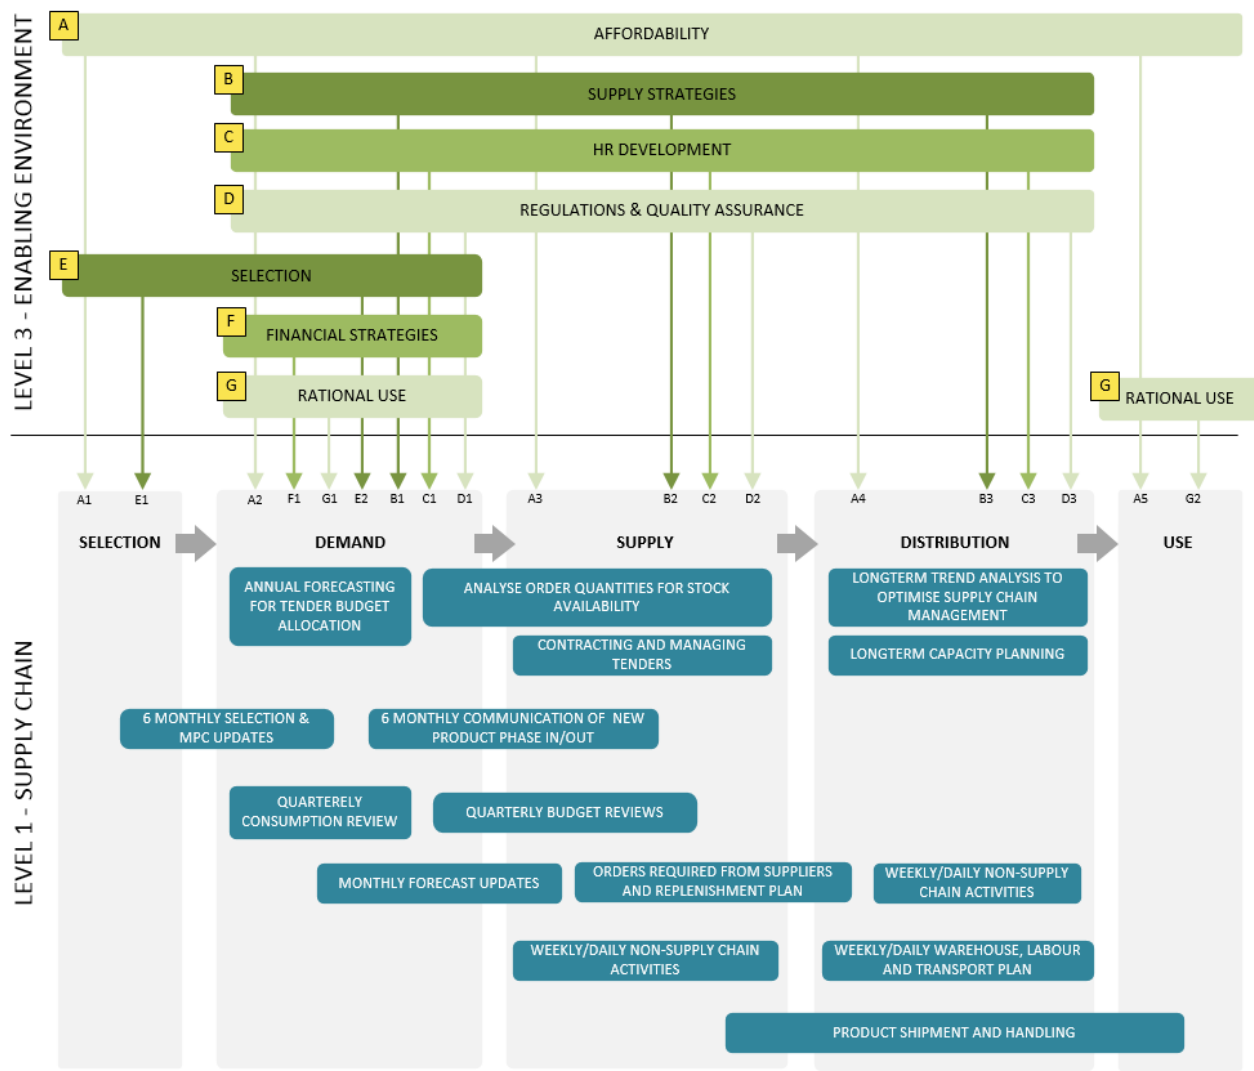 LEVEL 3 - ENABLING ENVIRONMENT
A
AFFORDABILITY
B
SUPPLY STRATEGIES
C
HR DEVELOPMENT
D
REGULATIONS & QUALITY ASSURANCE
E
SELECTION
F
FINANCIAL STRATEGIES
G
RATIONAL USE
G
RATIONAL USE
LEVEL 1 - SUPPLY CHAIN
A1
E1
A2
F1
G1
E2
B1
C1
D1
A3
B2
C2
D2
A4
B3
C3
D3
A5
G2
SELECTION
DEMAND
SUPPLY
DISTRIBUTION
USE
ANNUAL FORECASTING
FOR TENDER BUDGET
ALLOCATION
ANALYSE ORDER QUANTITIES FOR STOCK
AVAILABILITY
LONGTERM TREND ANALYSIS TO
OPTIMISE SUPPLY CHAIN
MANAGEMENT
CONTRACTING AND MANAGING
TENDERS
LONGTERM CAPACITY PLANNING
6 MONTHLY SELECTION &
MPC UPDATES
6 MONTHLY COMMUNICATION OF NEW
PRODUCT PHASE IN/OUT
QUARTERELY
CONSUMPTION REVIEW
QUARTERLY BUDGET REVIEWS
MONTHLY FORECAST UPDATES
ORDERS REQUIRED FROM SUPPLIERS
AND REPLENISHMENT PLAN
WEEKLY/DAILY NON-SUPPLY
CHAIN ACTIVITIES
WEEKLY/DAILY NON-SUPPLY CHAIN
ACTIVITIES
WEEKLY/DAILY WAREHOUSE, LABOUR
AND TRANSPORT PLAN
PRODUCT SHIPMENT AND HANDLING